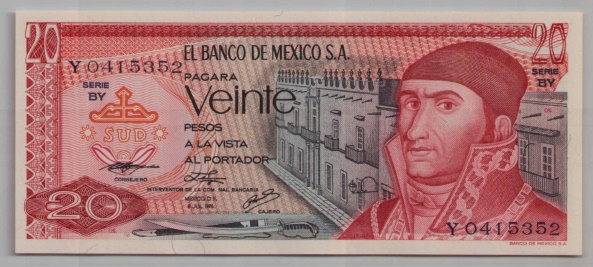 20
EL BANCO DE MEXICO S.A.
20
Y 0415352
PAGARA
SERIE
BY
SERIE
BY
Veinte
SUD
PESOS
A LA VISTA
AL PORTADOR
CONSEJERO
INTERVENTOR DE LA COM. NAL. BANCARIA
MEXICO D.F.
CAJERO
20
Y 0415352
BANCO DE MEXICO S.A.